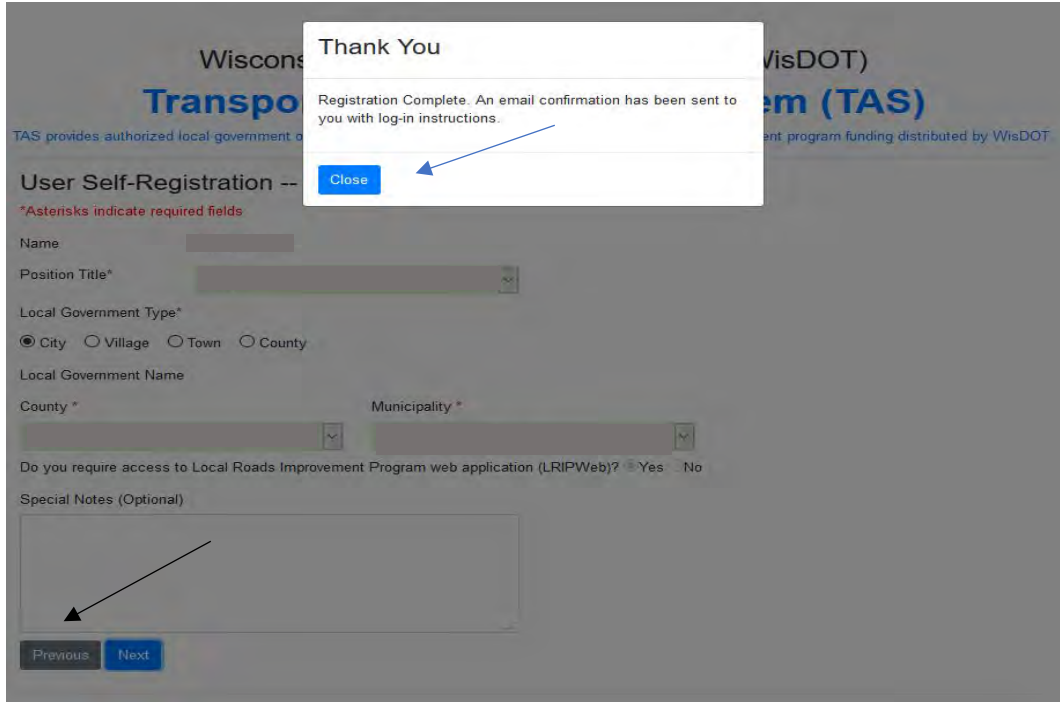 Thank You
Registration Complete. An email confirmation has been sent to
you with log-in instructions.
Close
Wiscons VisDOT)
Transpo em (TAS)
TAS provides authorized local government o ent program funding distributed by WisDOT.
User Self-Registration --
*Asterisks indicate required fields
Name
Position Title*
Local Government Type*
City Village Town County
Local Government Name
County * Municipality *
Do you require access to Local Roads Improvement Program web application (LRIPWeb)? Yes No
Special Notes (Optional)
Previous Next